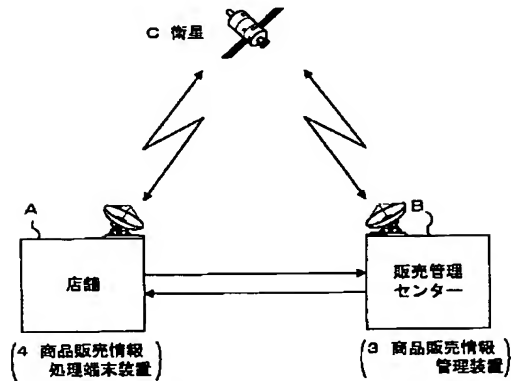 C 衛星
A
B
店舗
販売管理
センター
(4 商品販売情報
処理端末装置)
(3 商品販売情報
管理装置)